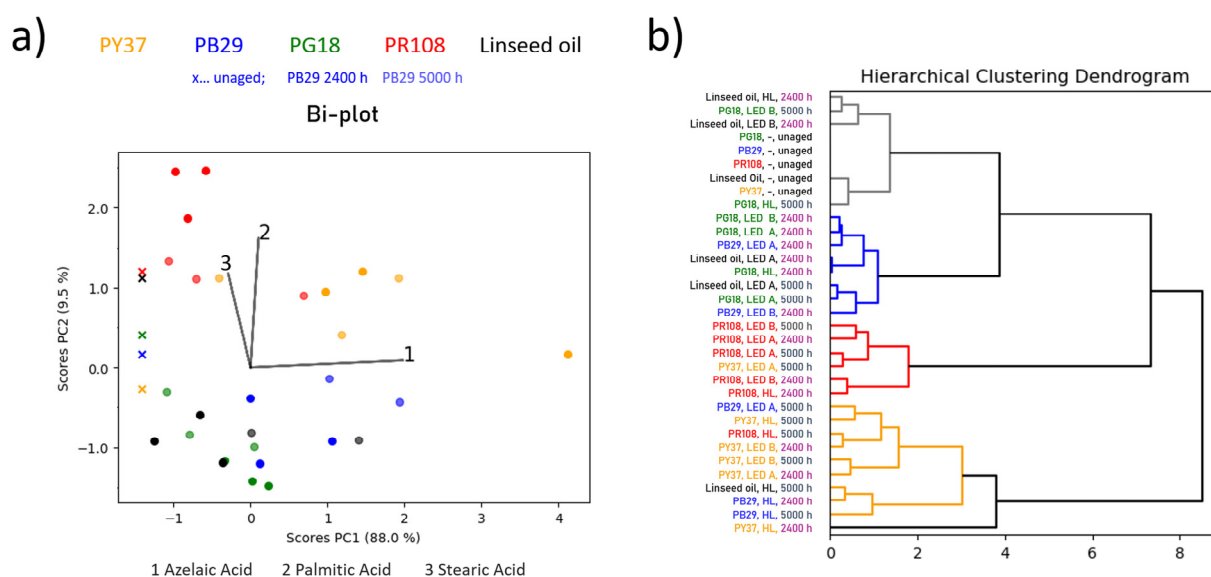 a)
PY37 PB29 PG18 PR108 Linseed oil
x... unaged; PB29 2400 h PB29 5000 h
Bi-plot
Scores PC2 (9.5 %)
2.0
1.0
0.0
−1.0
1
2
3
−1 0 1 2 3 4
Scores PC1 (88.0 %)
1 Azelaic Acid 2 Palmitic Acid 3 Stearic Acid
b)
Hierarchical Clustering Dendrogram
Linseed oil, HL, 2400 h
PG18, LED B, 5000 h
Linseed oil, LED B, 2400 h
PG18, -, unaged
PB29, -, unaged
PR108, -, unaged
Linseed Oil, -, unaged
PY37, -, unaged
PG18, HL, 5000 h
PG18, LED B, 2400 h
PG18, LED A, 2400 h
PB29, LED A, 2400 h
Linseed oil, LED A, 2400 h
PG18, HL, 2400 h
Linseed oil, LED A, 5000 h
PG18, LED A, 5000 h
PB29, LED B, 2400 h
PR108, LED B, 5000 h
PR108, LED A, 2400 h
PR108, LED A, 5000 h
PY37, LED A, 5000 h
PR108, LED B, 2400 h
PR108, HL, 2400 h
PB29, LED A, 5000 h
PY37, HL, 5000 h
PR108, HL, 5000 h
PY37, LED B, 2400 h
PY37, LED B, 5000 h
PY37, LED A, 2400 h
Linseed oil, HL, 5000 h
PB29, HL, 2400 h
PB29, HL, 5000 h
PY37, HL, 2400 h
0 2 4 6 8